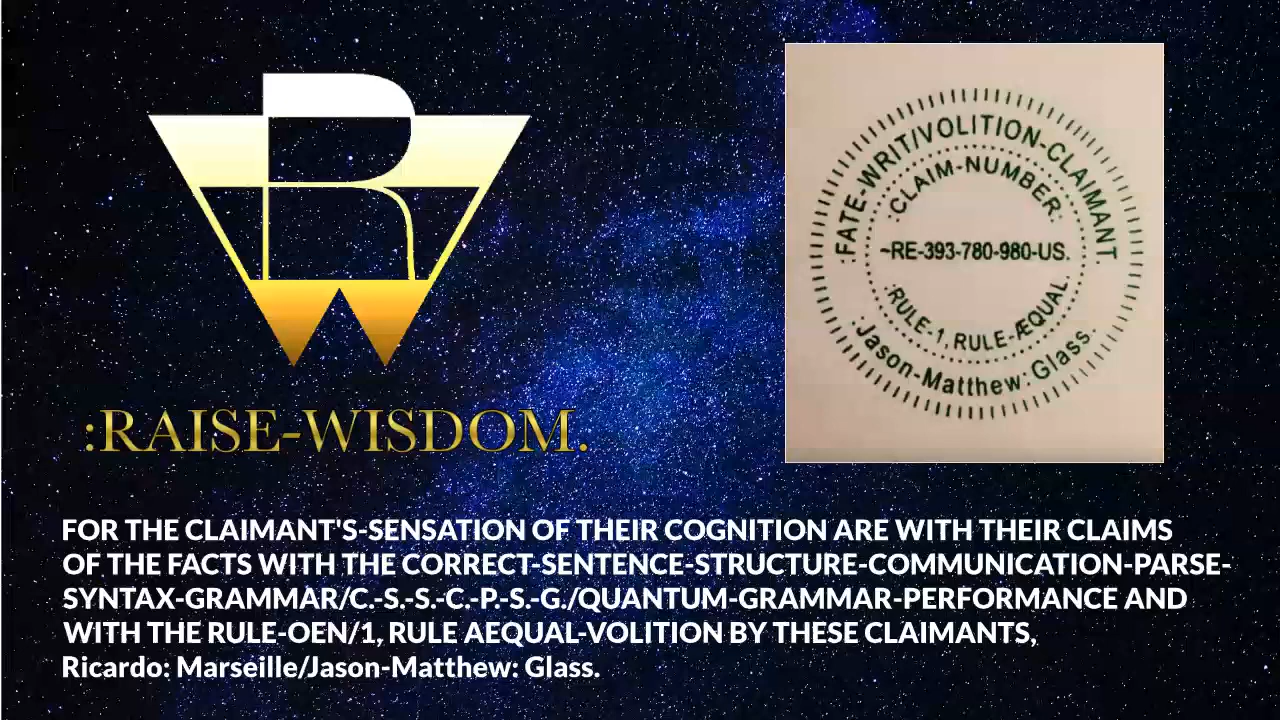 :RAISE-WISDOM.
:FATE-WRIT/VOLITION-CLAIMANT.
:CLAIM-NUMBER:
~RE-393-780-980-US.
:RULE-1, RULE-ÆQUAL.
:Jason-Matthew: Glass.
FOR THE CLAIMANT'S-SENSATION OF THEIR COGNITION ARE WITH THEIR CLAIMS
OF THE FACTS WITH THE CORRECT-SENTENCE-STRUCTURE-COMMUNICATION-PARSE-
SYNTAX-GRAMMAR/C.-S.-S.-C.-P.-S.-G./QUANTUM-GRAMMAR-PERFORMANCE AND
WITH THE RULE-OEN/1, RULE AEQUAL-VOLITION BY THESE CLAIMANTS,
Ricardo: Marseille/Jason-Matthew: Glass.